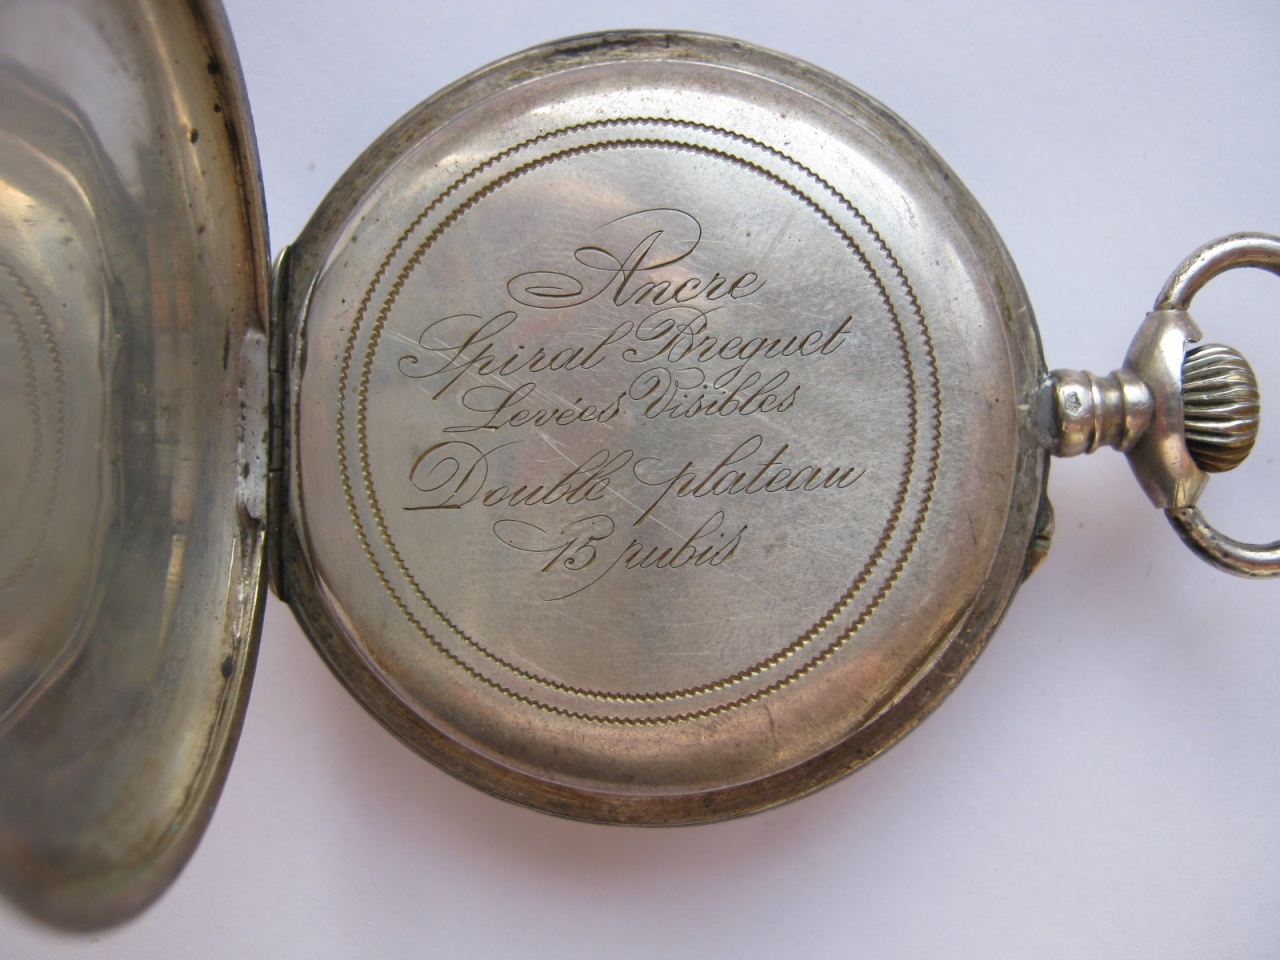 Ancre
Spiral Breguet
Levées Visibles
Double plateau
15 rubis